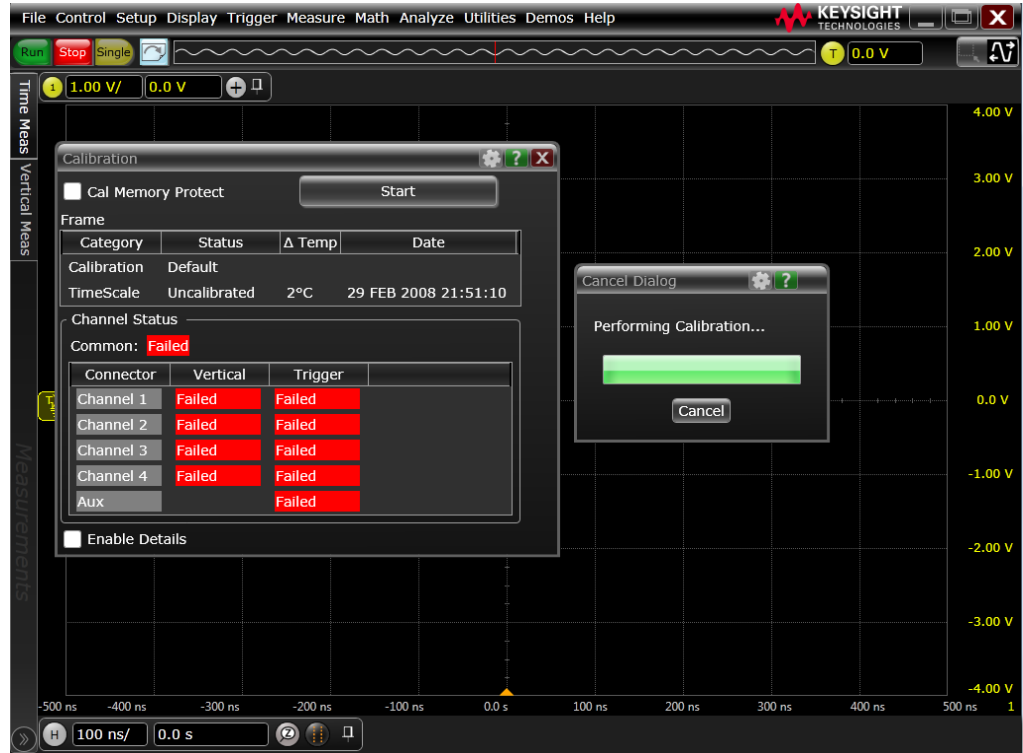 File Control Setup Display Trigger Measure Math Analyze Utilities Demos Help
KEYSIGHT
TECHNOLOGIES
Run Stop Single T 0.0 V
1 1.00 V/ 0.0 V
Time Meas
Vertical Meas
Measurements
4.00 V
3.00 V
2.00 V
1.00 V
0.0 V
-1.00 V
-2.00 V
-3.00 V
-4.00 V
Calibration ?
Cal Memory Protect Start
Frame
Category Status Δ Temp Date
Calibration Default
TimeScale Uncalibrated 2°C 29 FEB 2008 21:51:10
Channel Status
Common: Failed
Connector Vertical Trigger
Channel 1 Failed Failed
Channel 2 Failed Failed
Channel 3 Failed Failed
Channel 4 Failed Failed
Aux Failed
Enable Details
Cancel Dialog ?
Performing Calibration...
Cancel
T
-500 ns -400 ns -300 ns -200 ns -100 ns 0.0 s 100 ns 200 ns 300 ns 400 ns 500 ns 1
H 100 ns/ 0.0 s Z